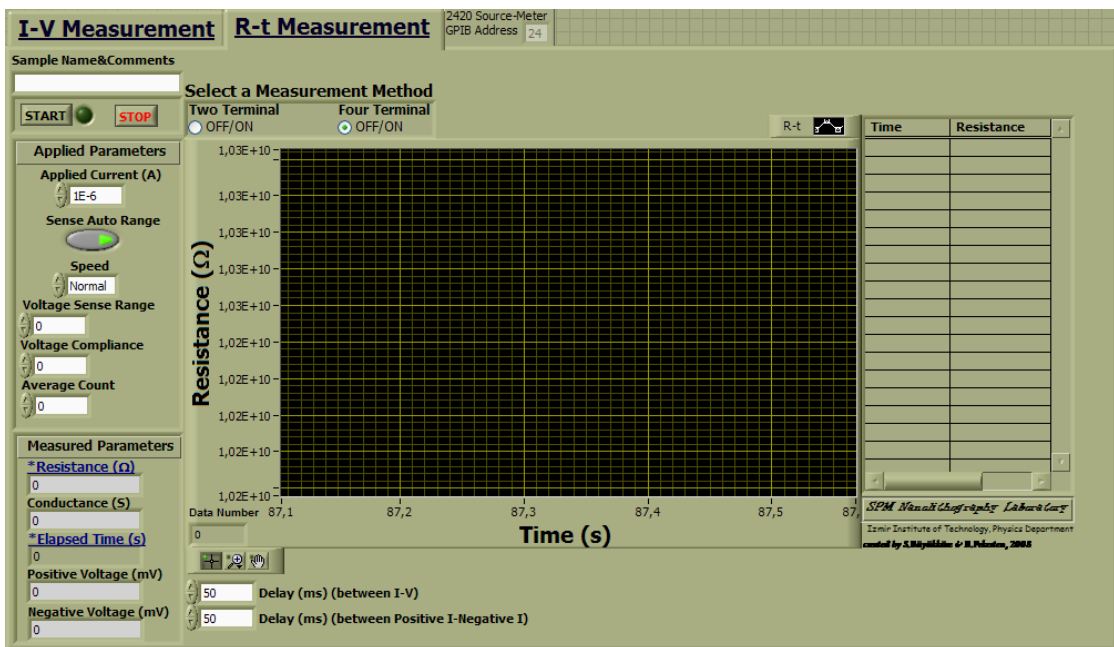 I-V Measurement
R-t Measurement
2420 Source-Meter
GPIB Address 24
Sample Name&Comments
START STOP
Select a Measurement Method
Two Terminal Four Terminal
OFF/ON OFF/ON
R-t
Applied Parameters
Applied Current (A)
1E-6
Sense Auto Range
Speed
Normal
Voltage Sense Range
0
Voltage Compliance
0
Average Count
0
Measured Parameters
*Resistance (Ω)
0
Conductance (S)
0
*Elapsed Time (s)
0
Positive Voltage (mV)
0
Negative Voltage (mV)
0
Resistance (Ω)
1,03E+10
1,03E+10
1,03E+10
1,03E+10
1,03E+10
1,02E+10
1,02E+10
1,02E+10
1,02E+10
1,02E+10
87,1 87,2 87,3 87,4 87,5 87,
Time (s)
Data Number
0
50 Delay (ms) (between I-V)
50 Delay (ms) (between Positive I-Negative I)
Time Resistance
SPM Nanolithography Laboratory
Izmir Institute of Technology, Physics Department
created by 2008